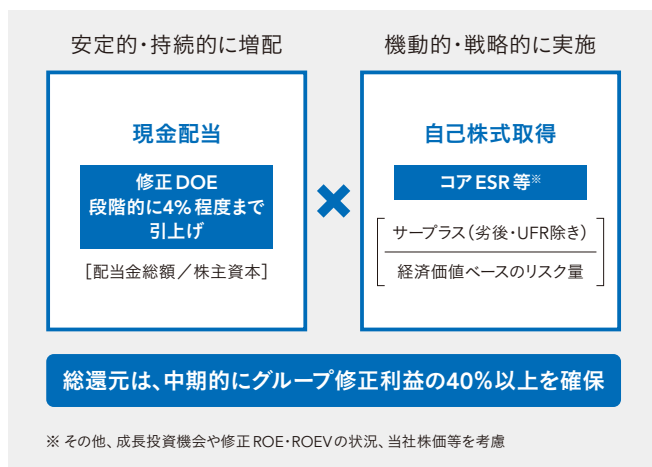 安定的・持続的に増配
現金配当
修正DOE
段階的に4%程度まで
引上げ
[配当金総額／株主資本]
×
機動的・戦略的に実施
自己株式取得
コアESR等※
サープラス（劣後・UFR除き）
経済価値ベースのリスク量
総還元は、中期的にグループ修正利益の40%以上を確保
※ その他、成長投資機会や修正ROE・ROEVの状況、当社株価等を考慮